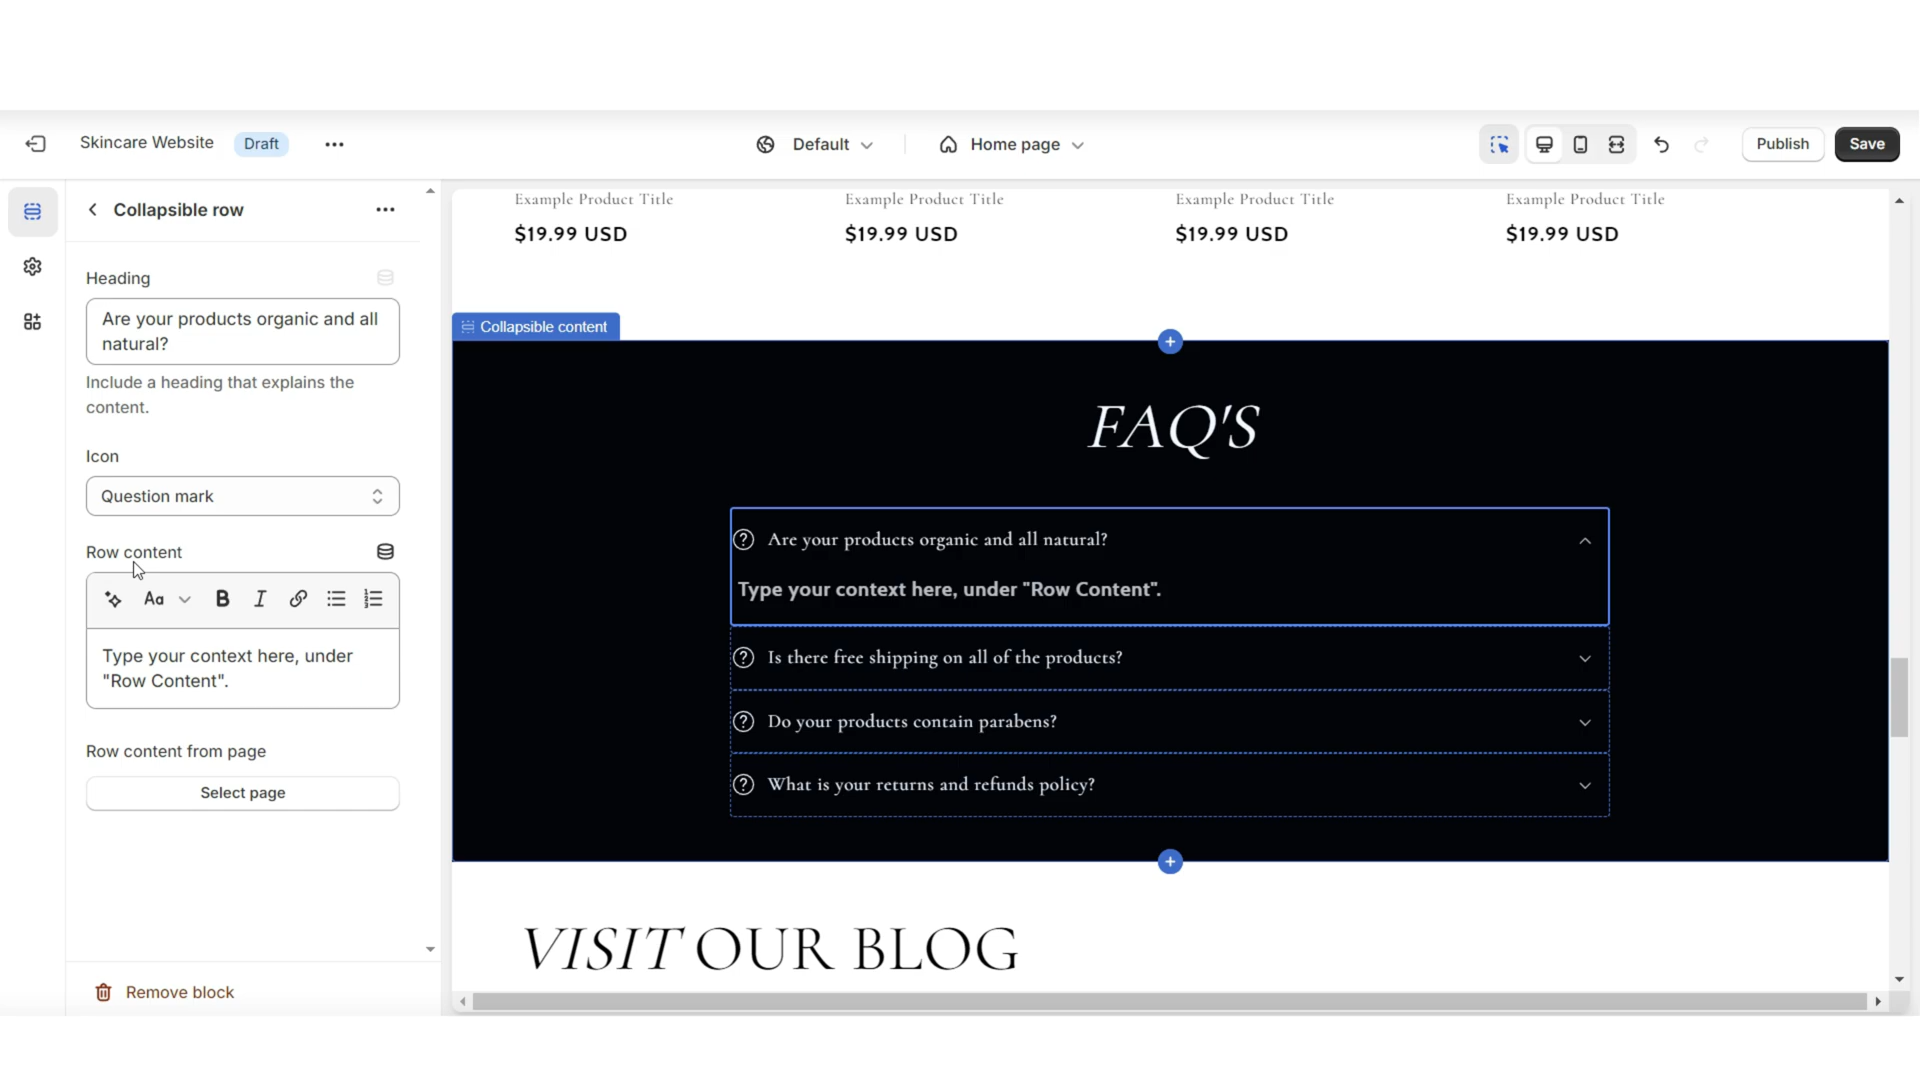 Skincare Website Draft
Default
Home page
Publish
Save
Collapsible row
Heading
Are your products organic and all
natural?
Include a heading that explains the
content.
Icon
Question mark
Row content
Aa B I
Type your context here, under
"Row Content".
Row content from page
Select page
Remove block
Example Product Title
$19.99 USD
Example Product Title
$19.99 USD
Example Product Title
$19.99 USD
Example Product Title
$19.99 USD
Collapsible content
FAQ'S
Are your products organic and all natural?
Type your context here, under "Row Content".
Is there free shipping on all of the products?
Do your products contain parabens?
What is your returns and refunds policy?
VISIT OUR BLOG